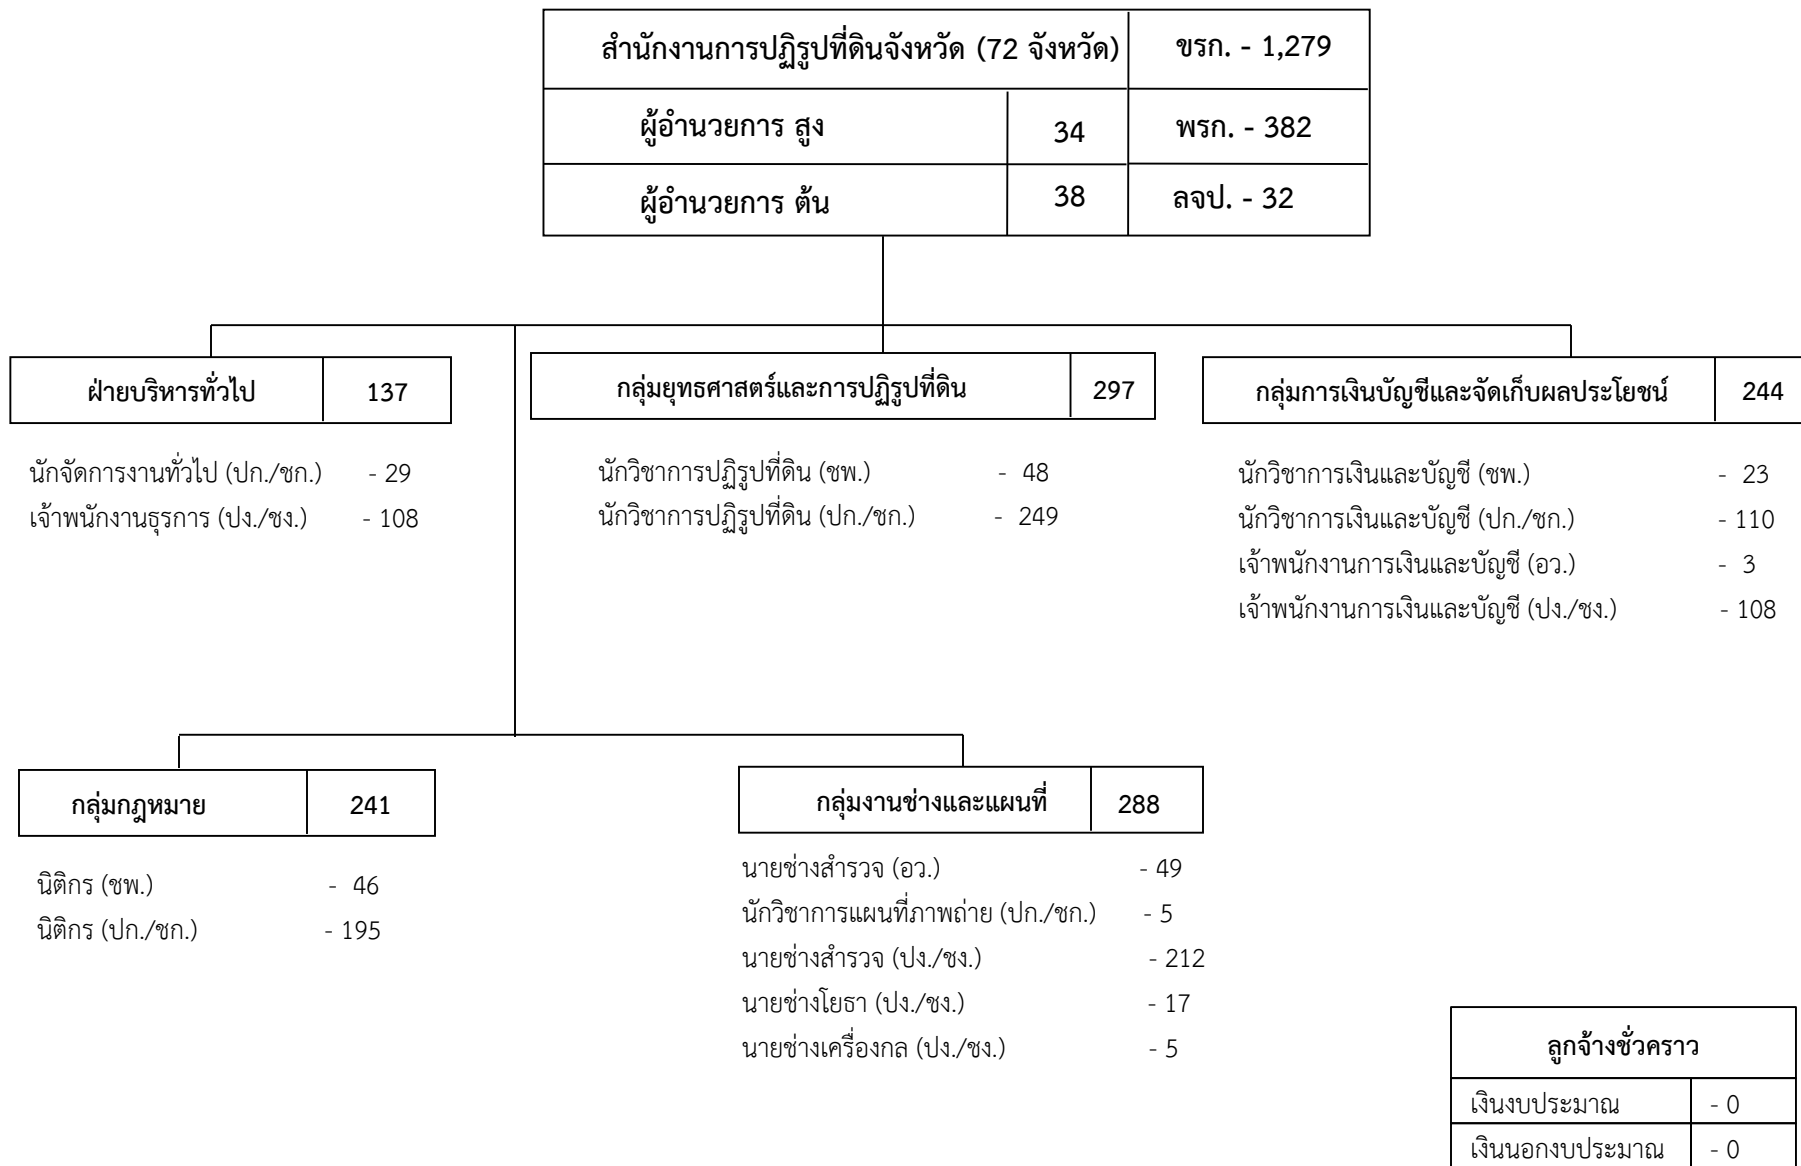 สำนักงานการปฏิรูปที่ดินจังหวัด (72 จังหวัด) ขรก. - 1,279
ผู้อำนวยการ สูง 34 พรก. - 382
ผู้อำนวยการ ต้น 38 ลจป. - 32
ฝ่ายบริหารทั่วไป 137
นักจัดการงานทั่วไป (ปก./ชก.) - 29
เจ้าพนักงานธุรการ (ปง./ชง.) - 108
กลุ่มยุทธศาสตร์และการปฏิรูปที่ดิน 297
นักวิชาการปฏิรูปที่ดิน (ชพ.) - 48
นักวิชาการปฏิรูปที่ดิน (ปก./ชก.) - 249
กลุ่มการเงินบัญชีและจัดเก็บผลประโยชน์ 244
นักวิชาการเงินและบัญชี (ชพ.) - 23
นักวิชาการเงินและบัญชี (ปก./ชก.) - 110
เจ้าพนักงานการเงินและบัญชี (อว.) - 3
เจ้าพนักงานการเงินและบัญชี (ปง./ชง.) - 108
กลุ่มกฎหมาย 241
นิติกร (ชพ.) - 46
นิติกร (ปก./ชก.) - 195
กลุ่มงานช่างและแผนที่ 288
นายช่างสำรวจ (อว.) - 49
นักวิชาการแผนที่ภาพถ่าย (ปก./ชก.) - 5
นายช่างสำรวจ (ปง./ชง.) - 212
นายช่างโยธา (ปง./ชง.) - 17
นายช่างเครื่องกล (ปง./ชง.) - 5
ลูกจ้างชั่วคราว
เงินงบประมาณ - 0
เงินนอกงบประมาณ - 0